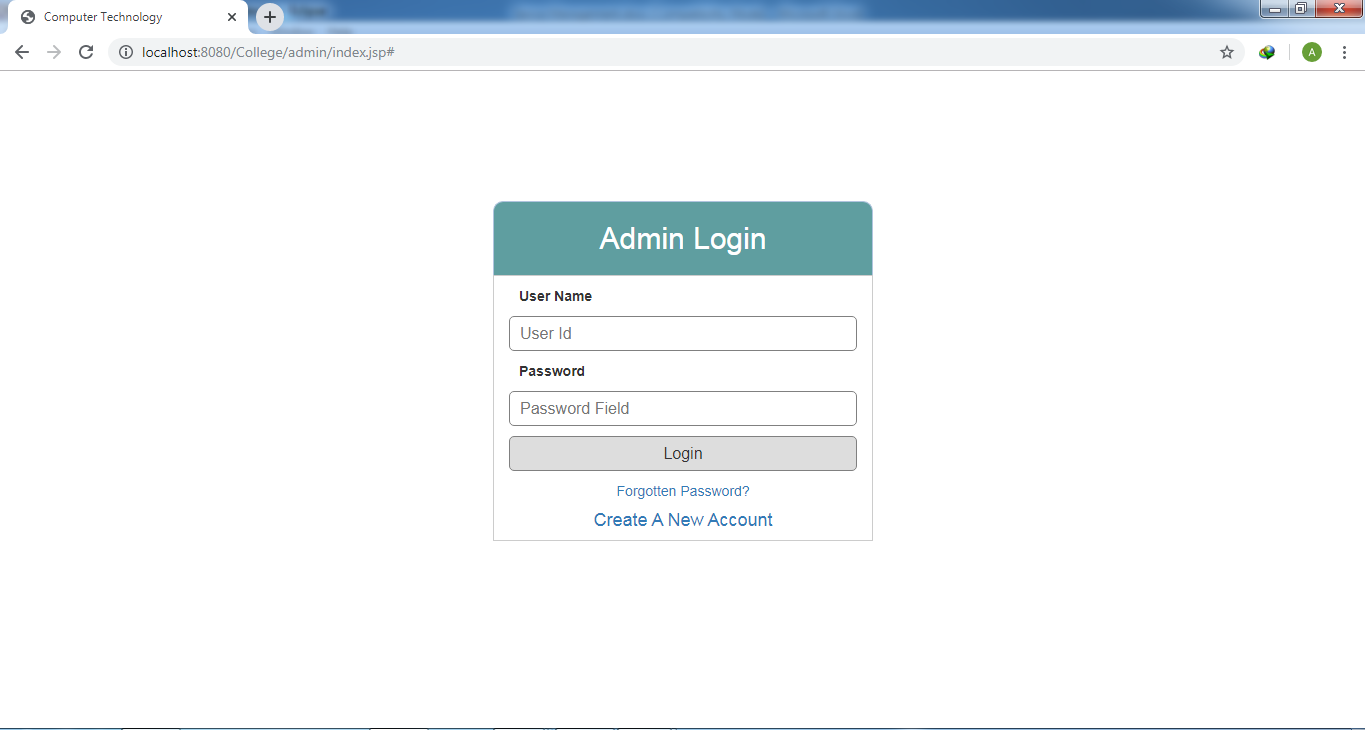 Computer Technology
localhost:8080/College/admin/index.jsp#
A
Admin Login
User Name
User Id
Password
Password Field
Login
Forgotten Password?
Create A New Account